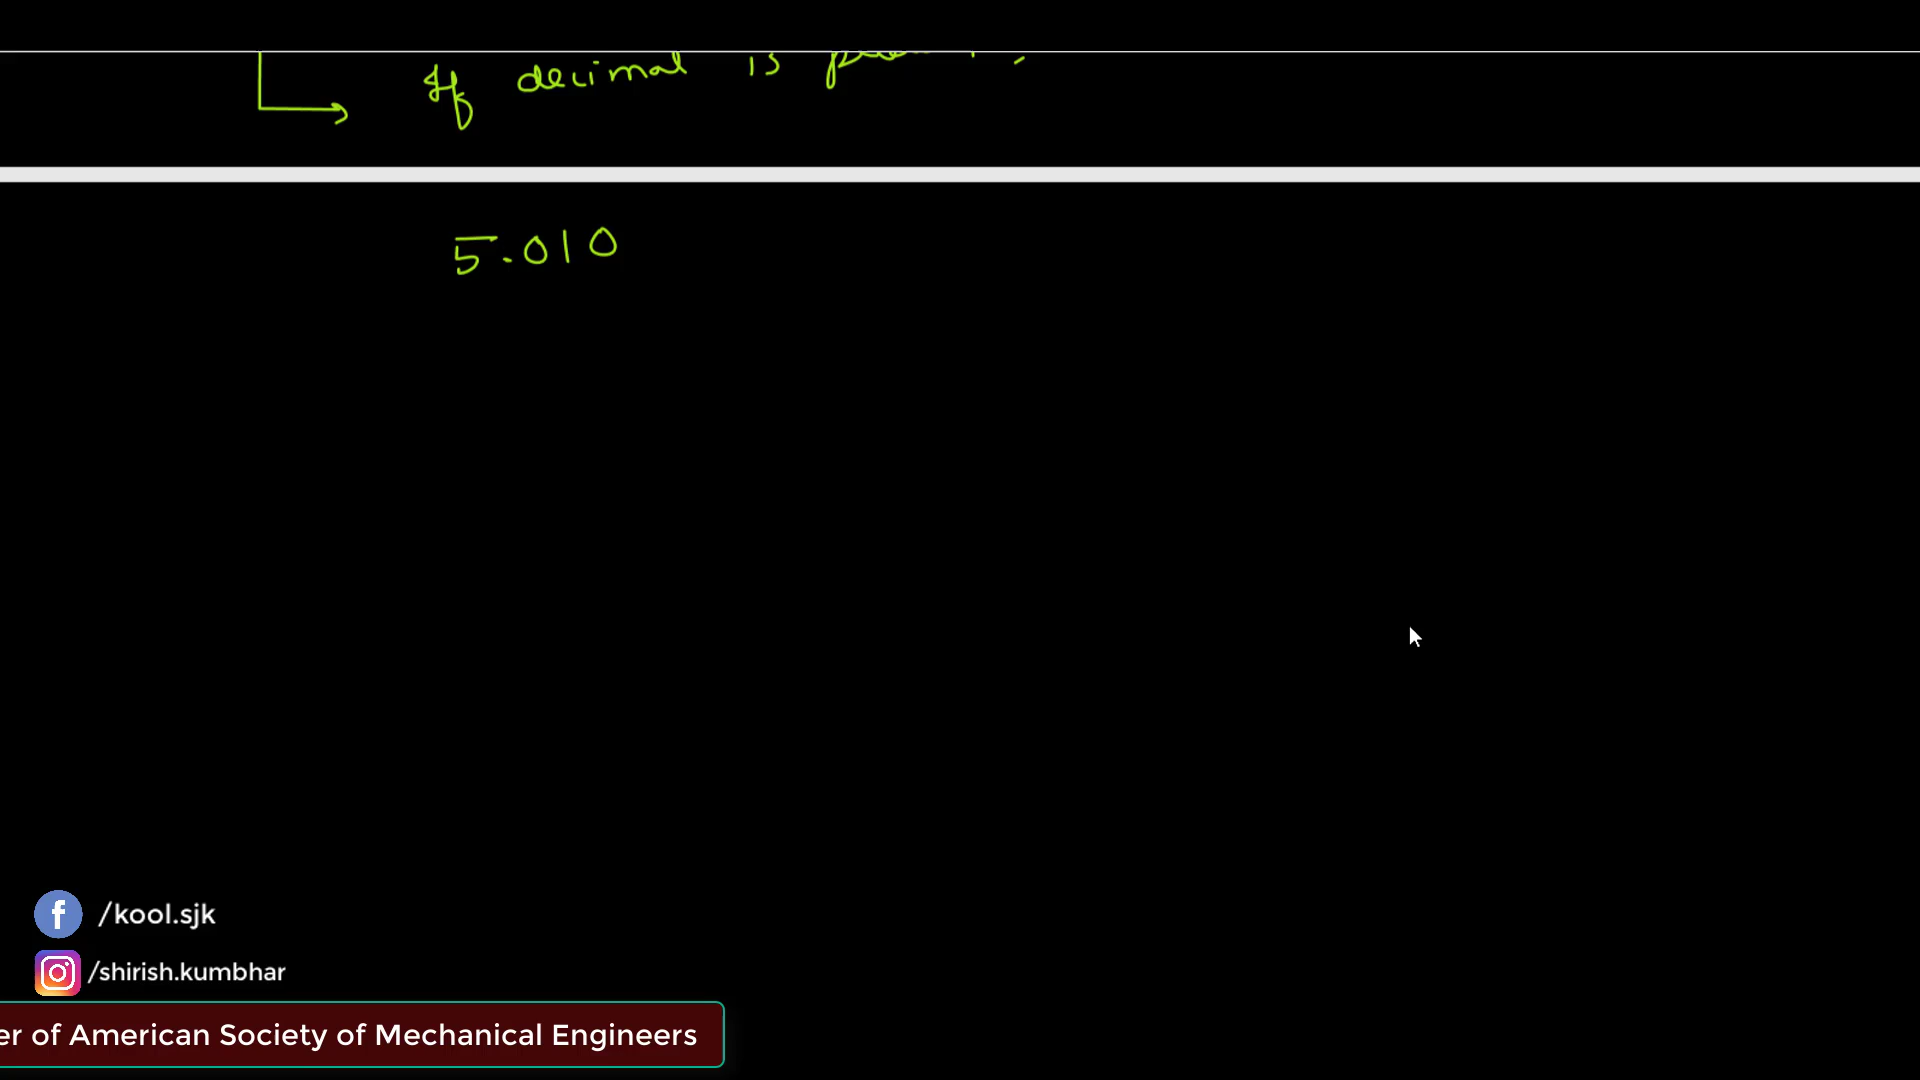 If decimal is
5.010
/kool.sjk
/shirish.kumbhar
er of American Society of Mechanical Engineers